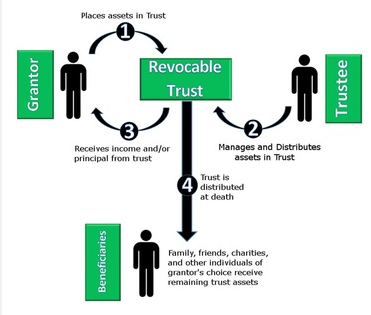 Places assets in Trust
1
Grantor
Revocable
Trust
Trustee
3
2
Receives income and/or
principal from trust
Manages and Distributes
assets in Trust
4
Trust is
distributed
at death
Beneficiaries
Family, friends, charities,
and other individuals of
grantor's choice receive
remaining trust assets